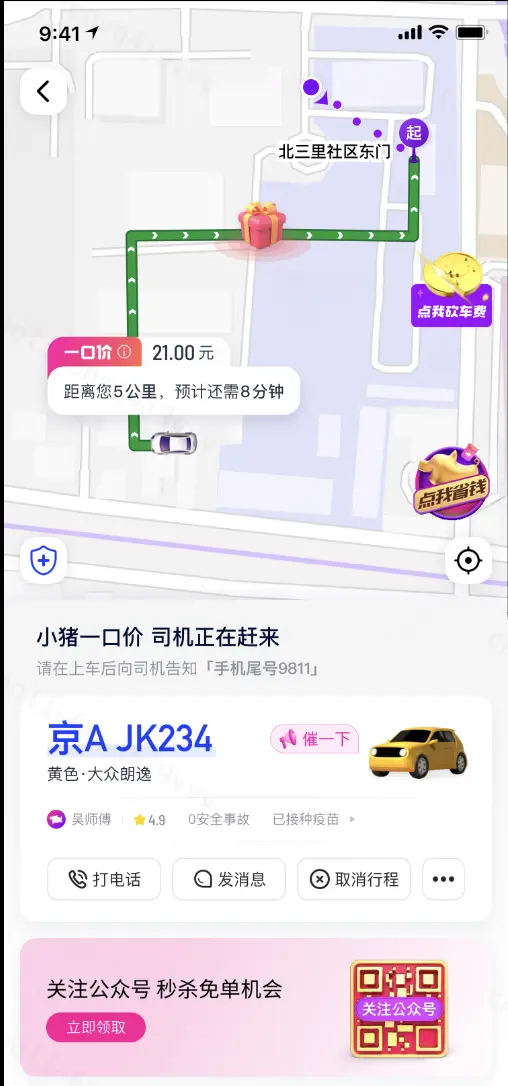 9:41
起
北三里社区东门
点我砍车费
一口价 21.00 元
距离您5公里，预计还需8分钟
点我省钱
小猪一口价 司机正在赶来
请在上车后向司机告知「手机尾号9811」
京A JK234
催一下
黄色·大众朗逸
吴师傅 4.9 0安全事故 已接种疫苗
打电话 发消息 取消行程
关注公众号 秒杀免单机会
关注公众号
立即领取